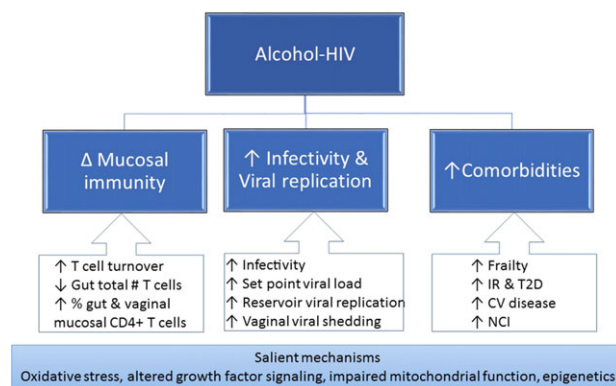 Alcohol-HIV
Δ Mucosal
immunity
↑ Infectivity &
Viral replication
↑Comorbidities
↑ T cell turnover
↓ Gut total # T cells
↑ % gut & vaginal
mucosal CD4+ T cells
↑ Infectivity
↑ Set point viral load
↑ Reservoir viral replication
↑ Vaginal viral shedding
↑ Frailty
↑ IR & T2D
↑ CV disease
↑ NCI
Salient mechanisms
Oxidative stress, altered growth factor signaling, impaired mitochondrial function, epigenetics